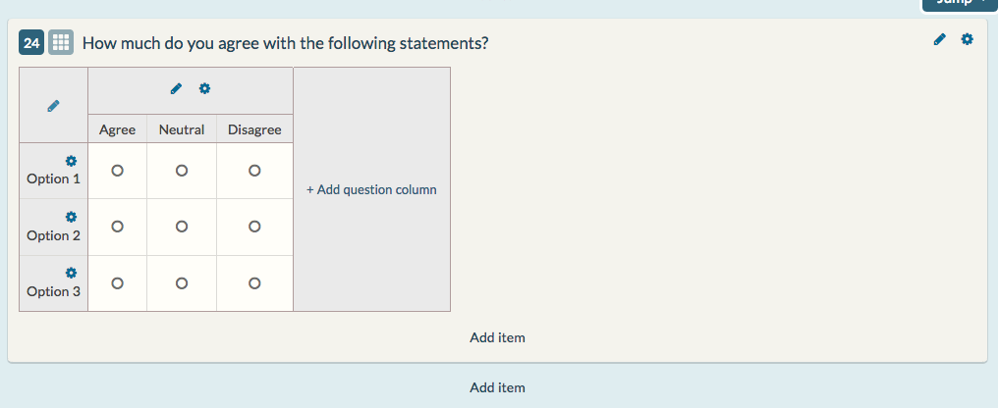 24 How much do you agree with the following statements?
Agree Neutral Disagree
Option 1
+ Add question column
Option 2
Option 3
Add item
Add item